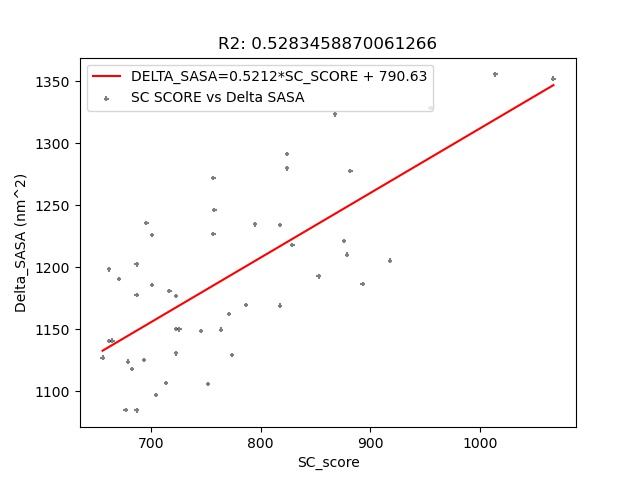 R2: 0.5283458870061266
DELTA_SASA=0.5212*SC_SCORE + 790.63
SC SCORE vs Delta SASA
1350
1300
1250
1200
1150
1100
Delta_SASA (nm^2)
700 800 900 1000
SC_score